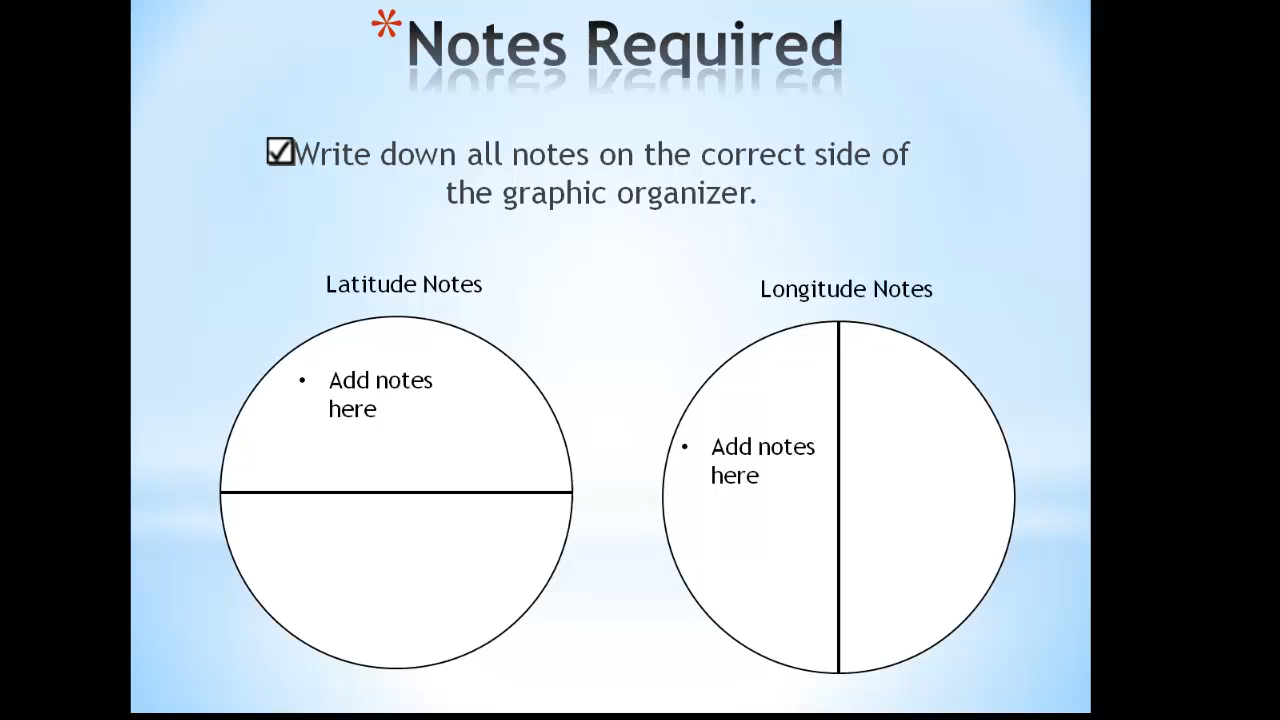 *Notes Required
Write down all notes on the correct side of
the graphic organizer.
Latitude Notes
Longitude Notes
• Add notes
here
• Add notes
here